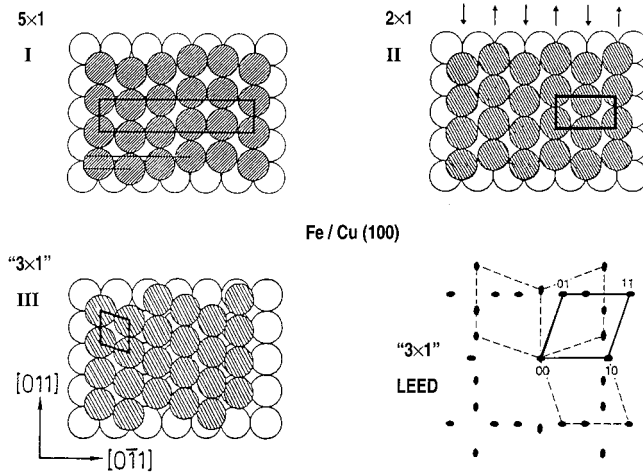 5×1
I
2×1
II
Fe / Cu (100)
"3×1"
III
[011]
[01̄1]
"3×1"
LEED
01
11
00
10